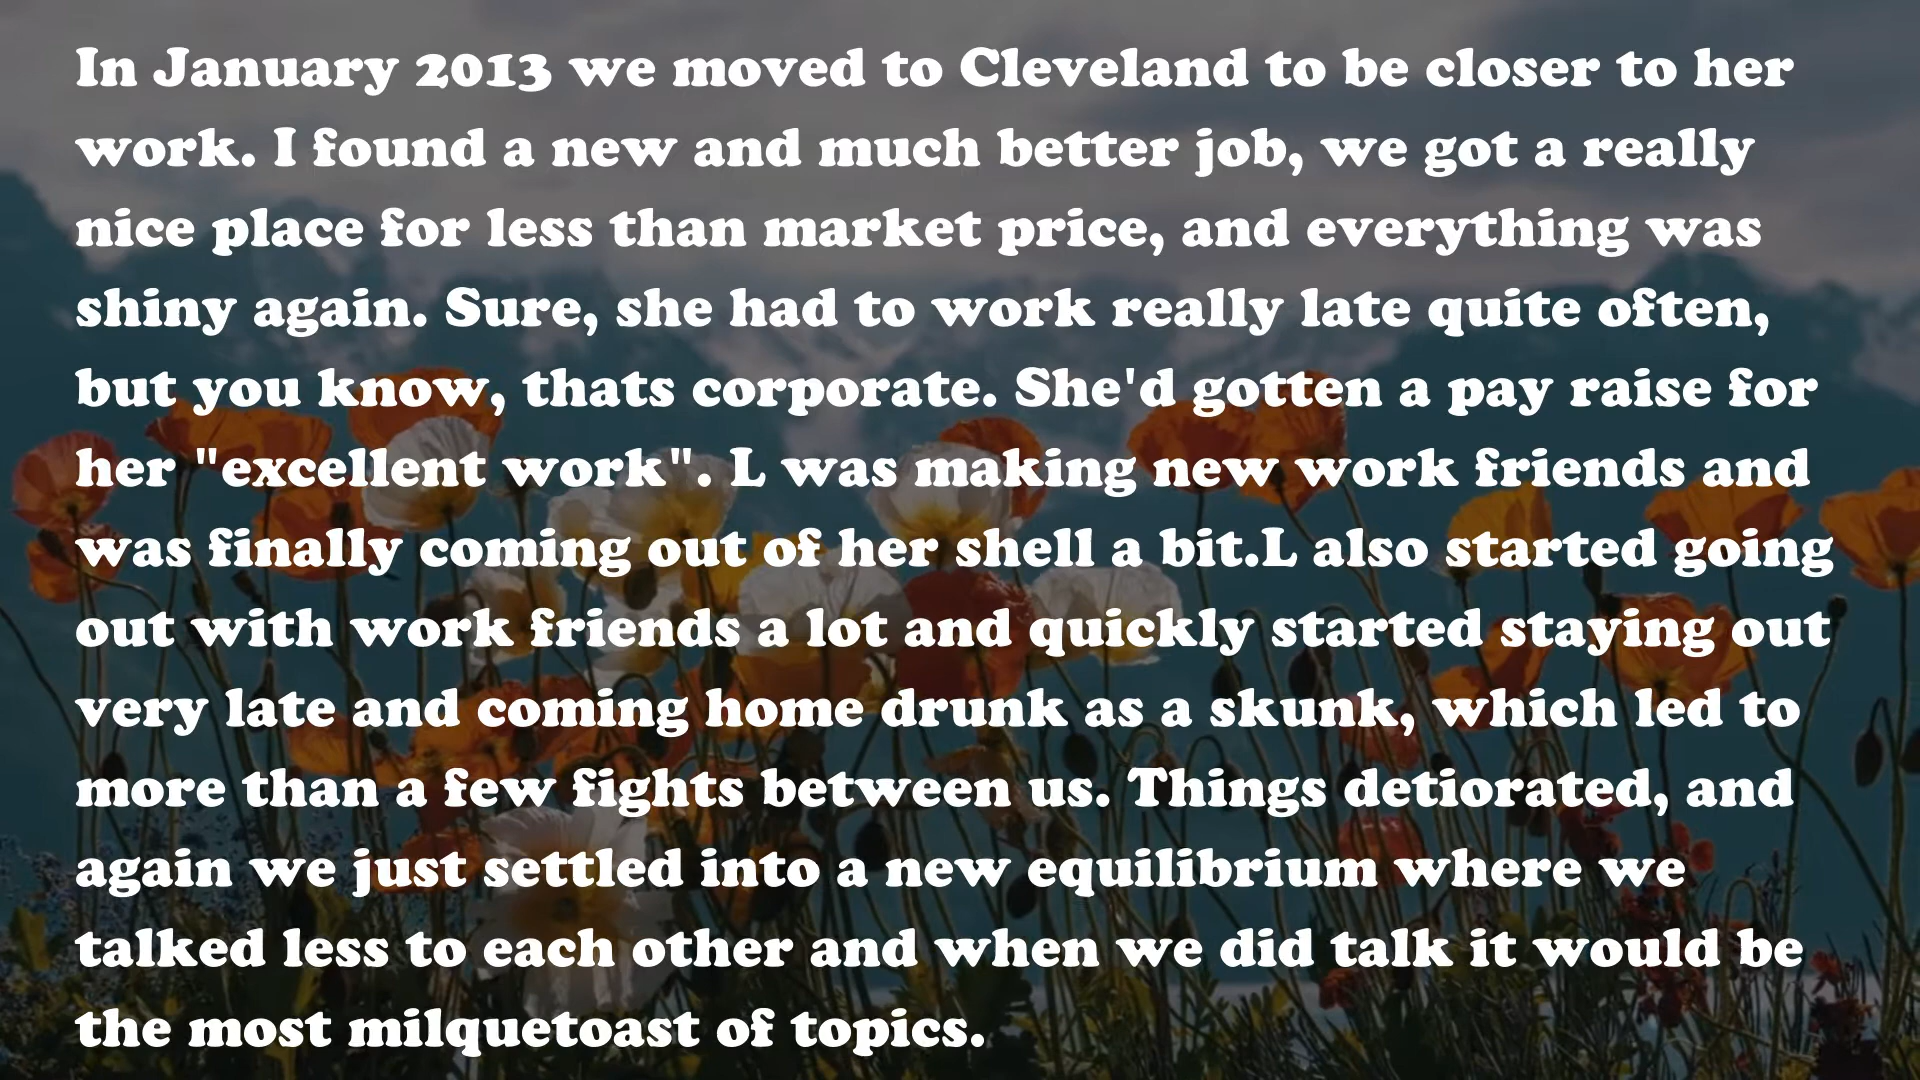 In January 2013 we moved to Cleveland to be closer to her
work. I found a new and much better job, we got a really
nice place for less than market price, and everything was
shiny again. Sure, she had to work really late quite often,
but you know, thats corporate. She'd gotten a pay raise for
her "excellent work". L was making new work friends and
was finally coming out of her shell a bit.L also started going
out with work friends a lot and quickly started staying out
very late and coming home drunk as a skunk, which led to
more than a few fights between us. Things detiorated, and
again we just settled into a new equilibrium where we
talked less to each other and when we did talk it would be
the most milquetoast of topics.